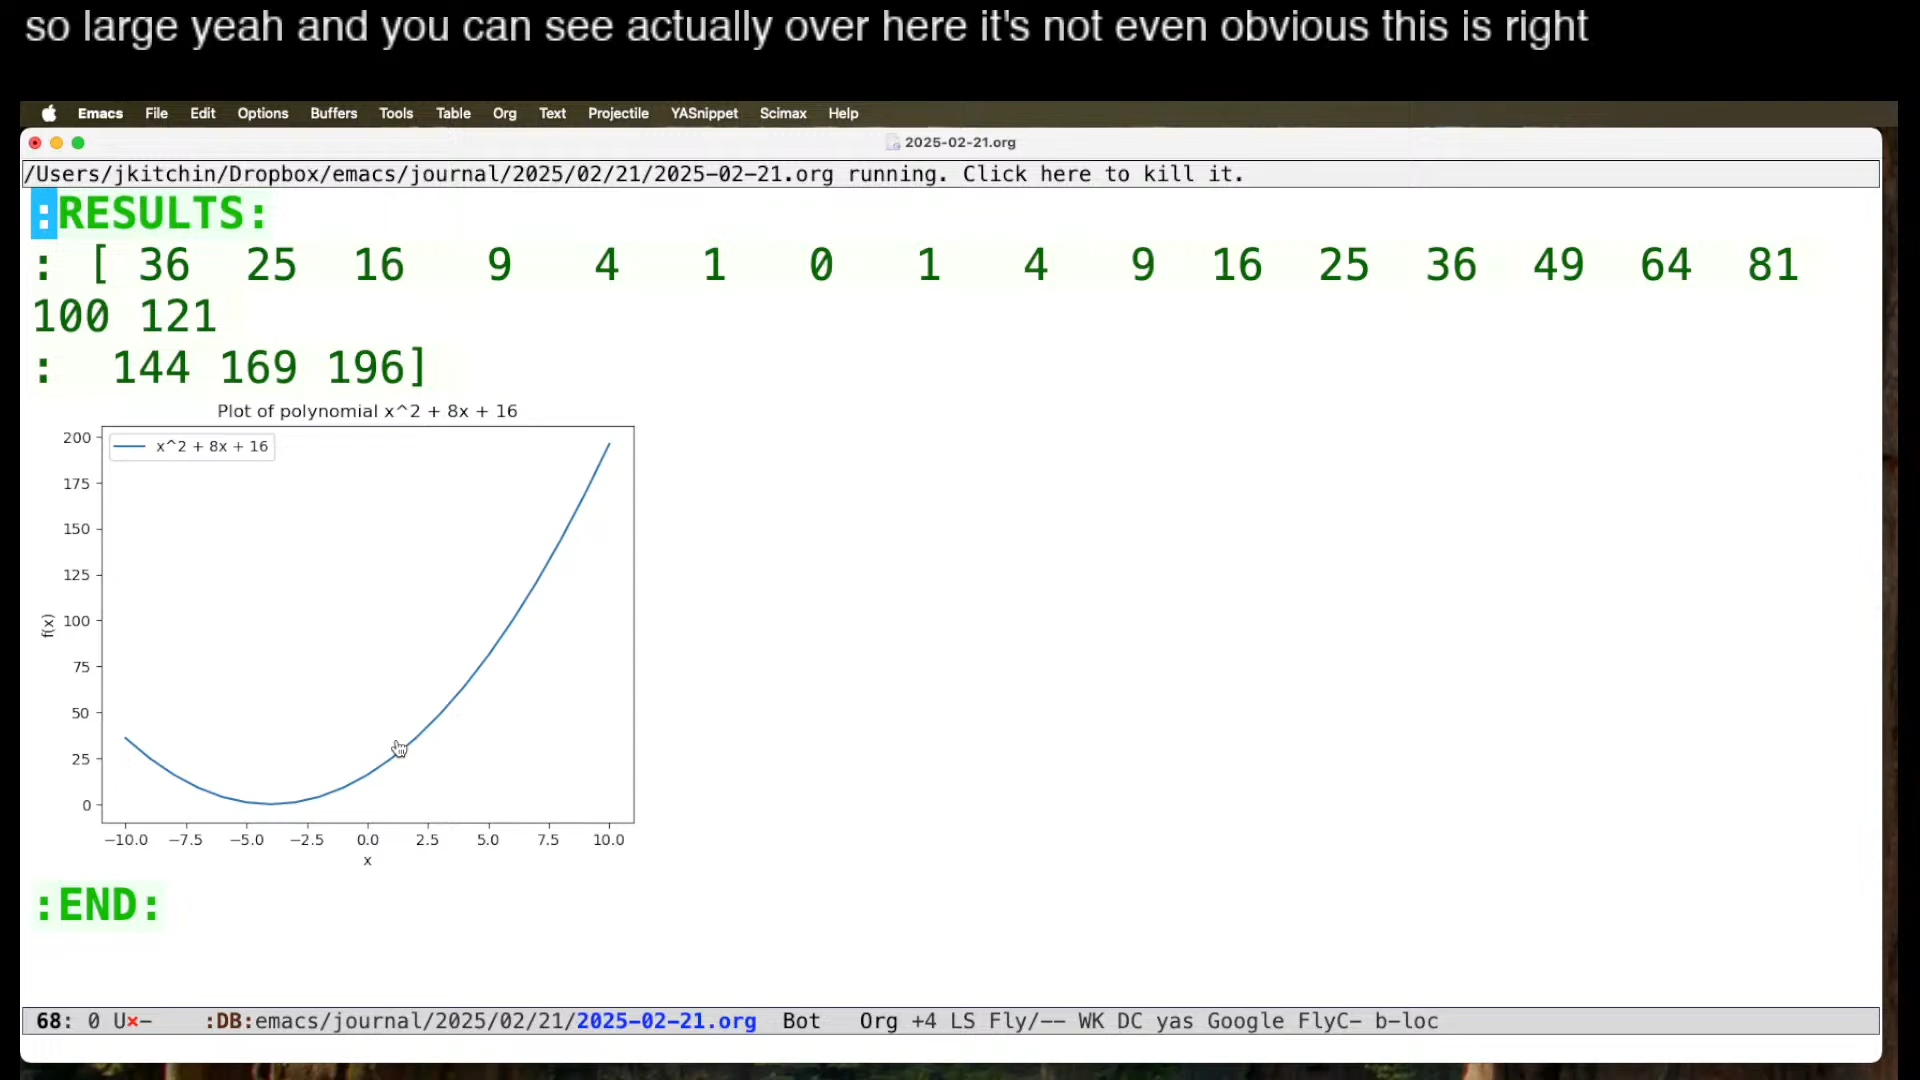 so large yeah and you can see actually over here it's not even obvious this is right
Emacs File Edit Options Buffers Tools Table Org Text Projectile YASnippet Scimax Help
2025-02-21.org
/Users/jkitchin/Dropbox/emacs/journal/2025/02/21/2025-02-21.org running. Click here to kill it.
:RESULTS:
: [ 36 25 16 9 4 1 0 1 4 9 16 25 36 49 64 81
100 121
: 144 169 196]
Plot of polynomial x^2 + 8x + 16
x^2 + 8x + 16
200
175
150
125
100
75
50
25
0
f(x)
−10.0 −7.5 −5.0 −2.5 0.0 2.5 5.0 7.5 10.0
x
:END:
68: 0 U×− :DB:emacs/journal/2025/02/21/2025-02-21.org Bot Org +4 LS Fly/-- WK DC yas Google FlyC- b-loc